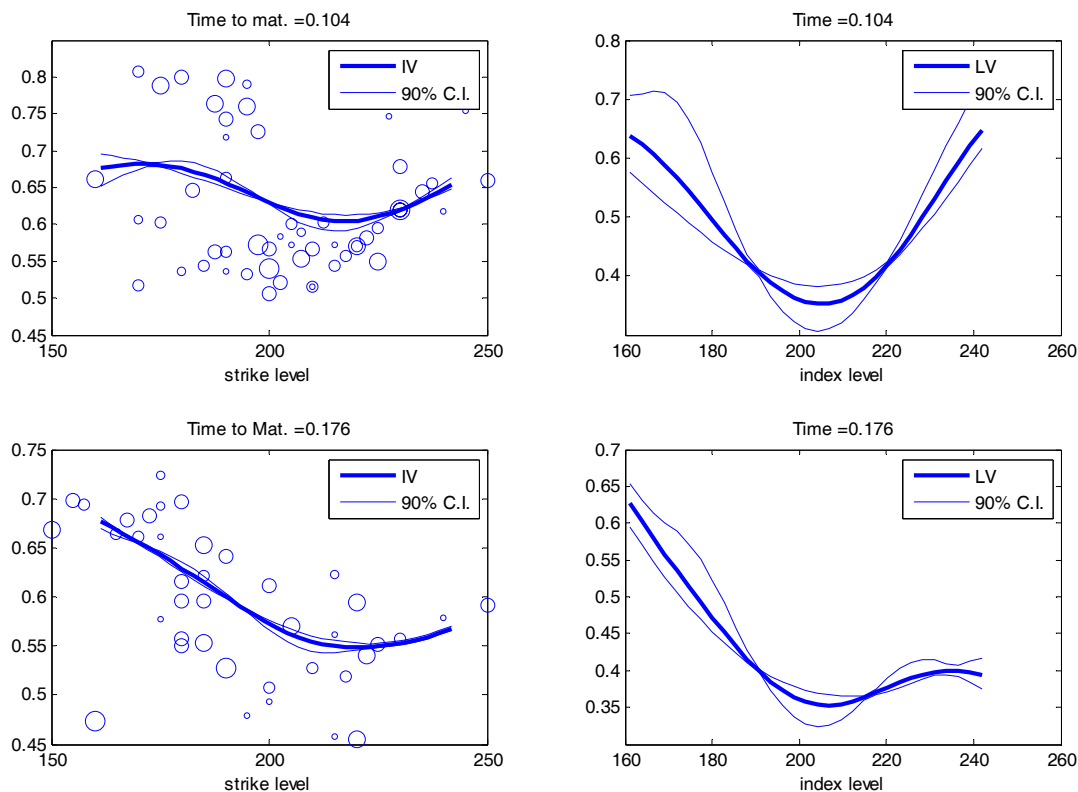 Time to mat. =0.104
IV
90% C.I.
0.8
0.75
0.7
0.65
0.6
0.55
0.5
0.45
150
200
250
strike level
Time =0.104
LV
90% C.I.
0.8
0.7
0.6
0.5
0.4
160
180
200
220
240
260
index level
Time to Mat. =0.176
IV
90% C.I.
0.75
0.7
0.65
0.6
0.55
0.5
0.45
150
200
250
strike level
Time =0.176
LV
90% C.I.
0.7
0.65
0.6
0.55
0.5
0.45
0.4
0.35
160
180
200
220
240
260
index level